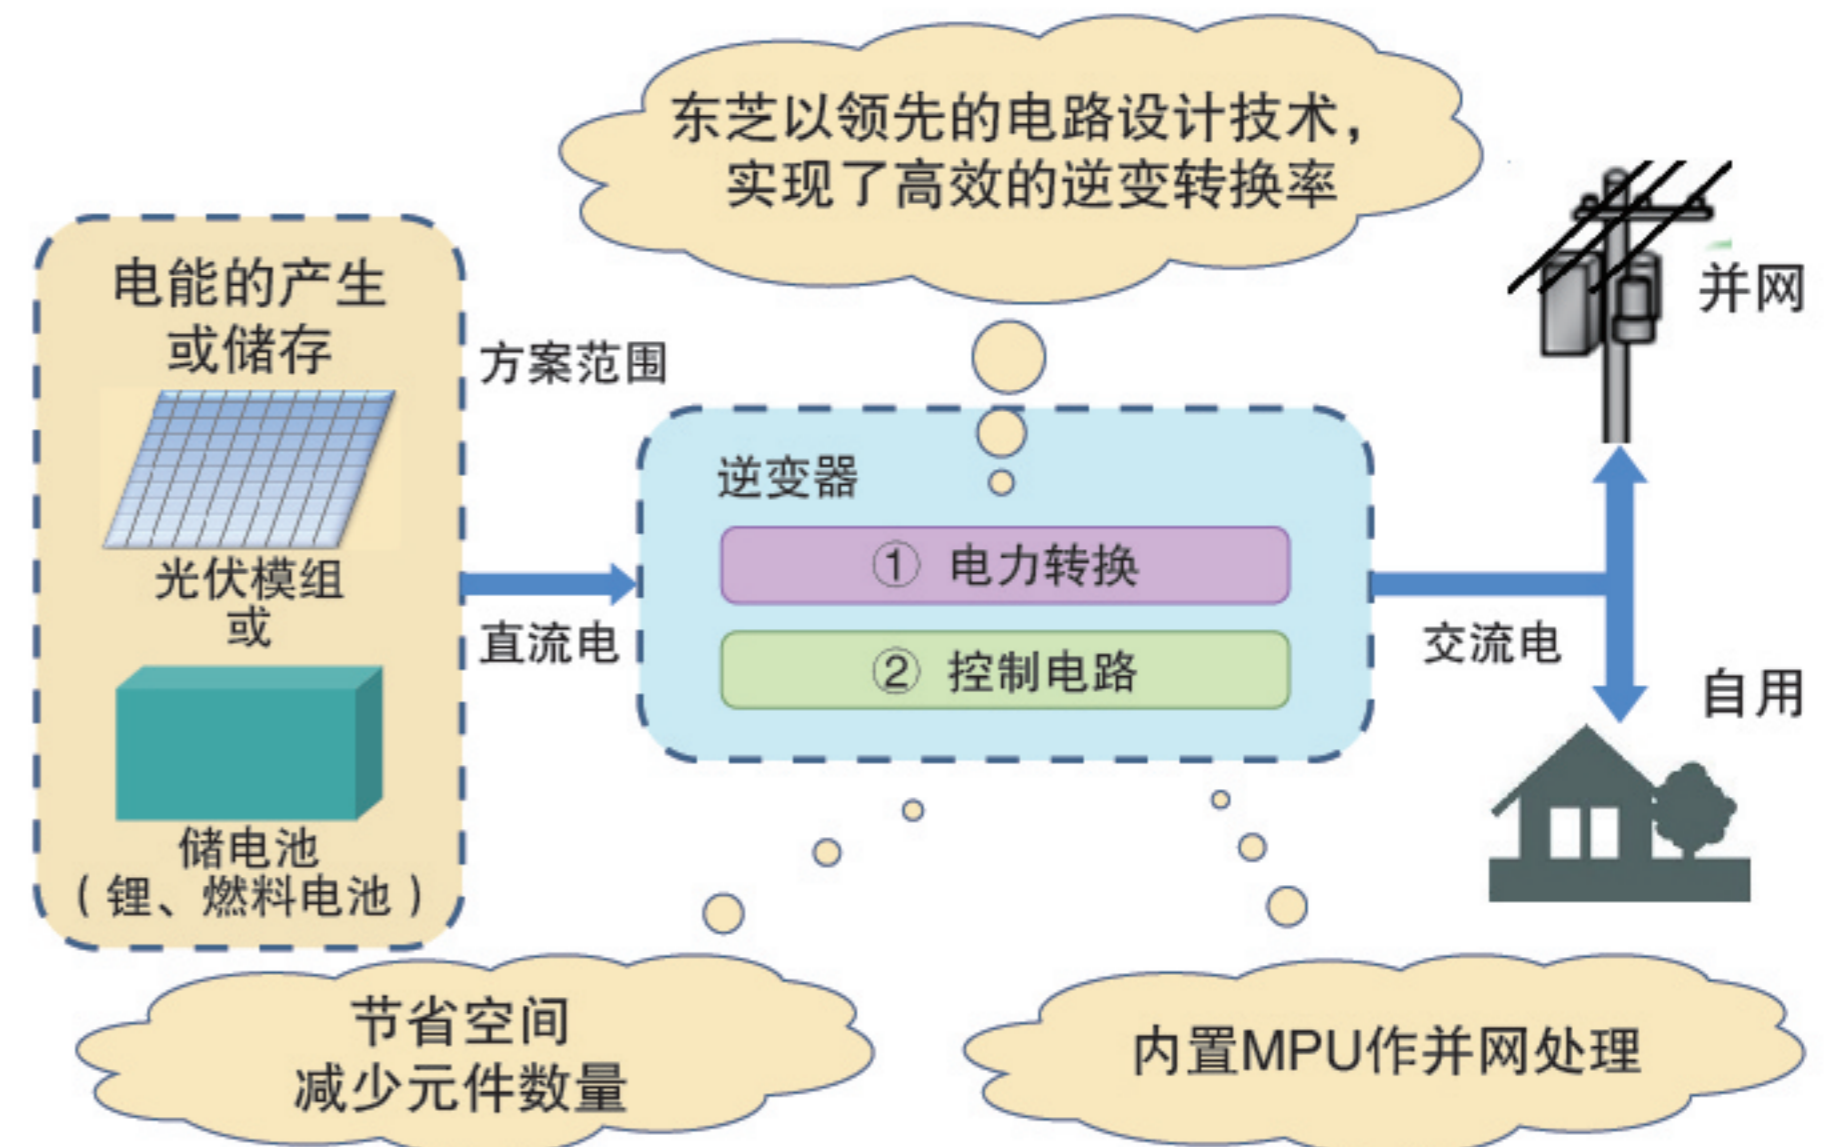 东芝以领先的电路设计技术，
实现了高效的逆变转换率
电能的产生
或储存
光伏模组
或
储电池
（锂、燃料电池）
方案范围
直流电
逆变器
① 电力转换
② 控制电路
交流电
并网
自用
节省空间
减少元件数量
内置MPU作并网处理